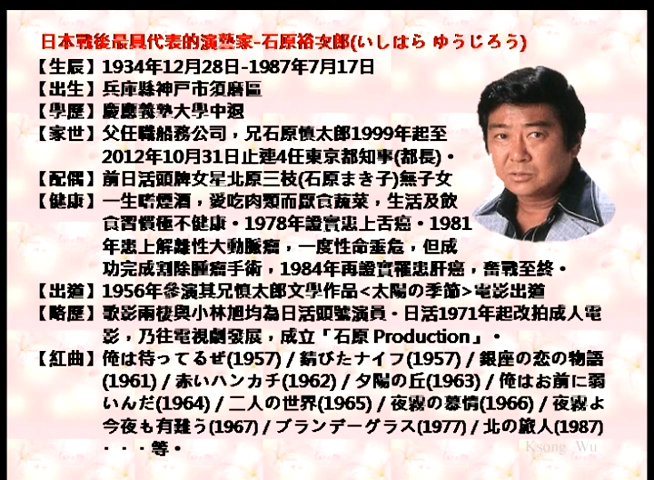 日本戰後最具代表的演藝家-石原裕次郎(いしはら ゆうじろう)
【生辰】1934年12月28日-1987年7月17日
【出生】兵庫縣神戸市須磨區
【學歷】慶應義塾大學中退
【家世】父任職船務公司，兄石原慎太郎1999年起至
2012年10月31日止連4任東京都知事(都長)。
【配偶】前日活頭牌女星北原三枝(石原まき子)無子女
【健康】一生嗜煙酒，愛吃肉類而厭食蔬菜，生活及飲
食習慣極不健康。1978年證實患上舌癌。1981
年患上解離性大動脈瘤，一度性命垂危，但成
功完成割除腫瘤手術，1984年再證實罹患肝癌，奮戰至終。
【出道】1956年參演其兄慎太郎文學作品<太陽の季節>電影出道
【略歷】歌影兩棲與小林旭均為日活頭號演員。日活1971年起改拍成人電
影，乃往電視劇發展，成立「石原 Production」。
【紅曲】俺は待ってるぜ(1957) / 錆びたナイフ(1957) / 銀座の恋の物語
(1961) / 赤いハンカチ(1962) / 夕陽の丘(1963) / 俺はお前に弱
いんだ(1964) / 二人の世界(1965) / 夜霧の慕情(1966) / 夜霧よ
今夜も有難う(1967) / ブランデーグラス(1977) / 北の旅人(1987)
・・・等。
Ksong Wu